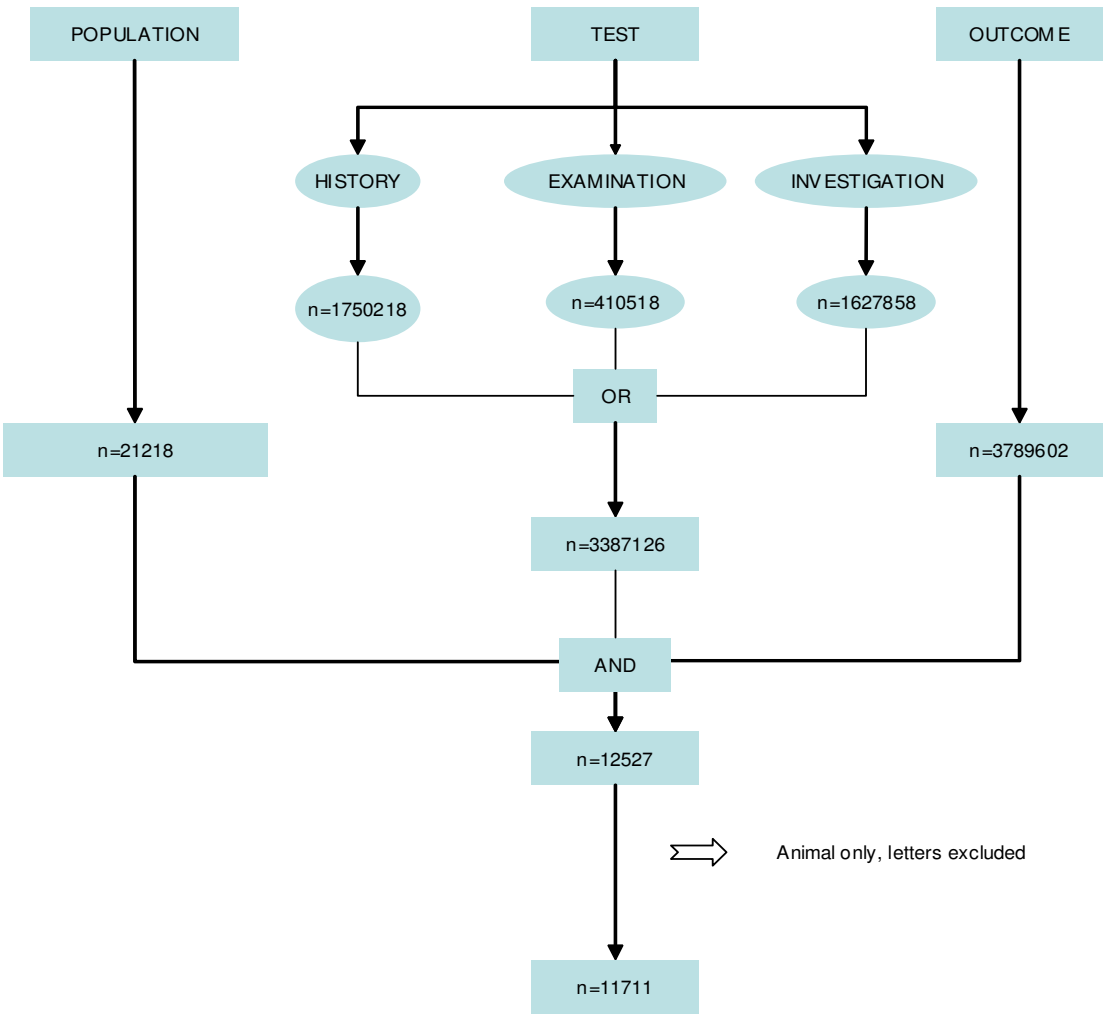 POPULATION
TEST
OUTCOME
HISTORY
EXAMINATION
INVESTIGATION
n=1750218
n=410518
n=1627858
OR
n=21218
n=3789602
n=3387126
AND
n=12527
Animal only, letters excluded
n=11711